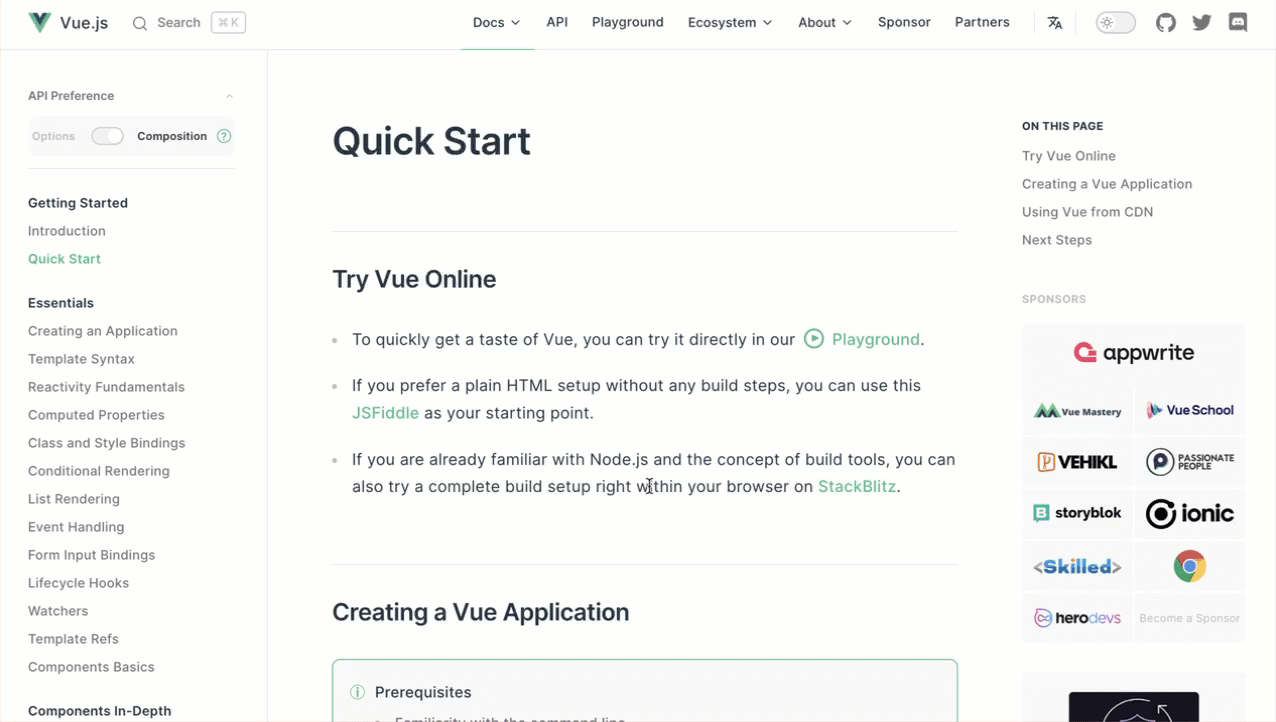 Vue.js
Search
⌘ K
Docs
API
Playground
Ecosystem
About
Sponsor
Partners
API Preference
Options
Composition
?
Getting Started
Introduction
Quick Start
Essentials
Creating an Application
Template Syntax
Reactivity Fundamentals
Computed Properties
Class and Style Bindings
Conditional Rendering
List Rendering
Event Handling
Form Input Bindings
Lifecycle Hooks
Watchers
Template Refs
Components Basics
Components In-Depth
Quick Start
Try Vue Online
To quickly get a taste of Vue, you can try it directly in our Playground.
If you prefer a plain HTML setup without any build steps, you can use this
JSFiddle as your starting point.
If you are already familiar with Node.js and the concept of build tools, you can
also try a complete build setup right within your browser on StackBlitz.
Creating a Vue Application
Prerequisites
Familiarity with the command line
ON THIS PAGE
Try Vue Online
Creating a Vue Application
Using Vue from CDN
Next Steps
SPONSORS
appwrite
Vue Mastery
Vue School
VEHIKL
PASSIONATE
PEOPLE
storyblok
ionic
<Skilled>
herodevs
Become a Sponsor